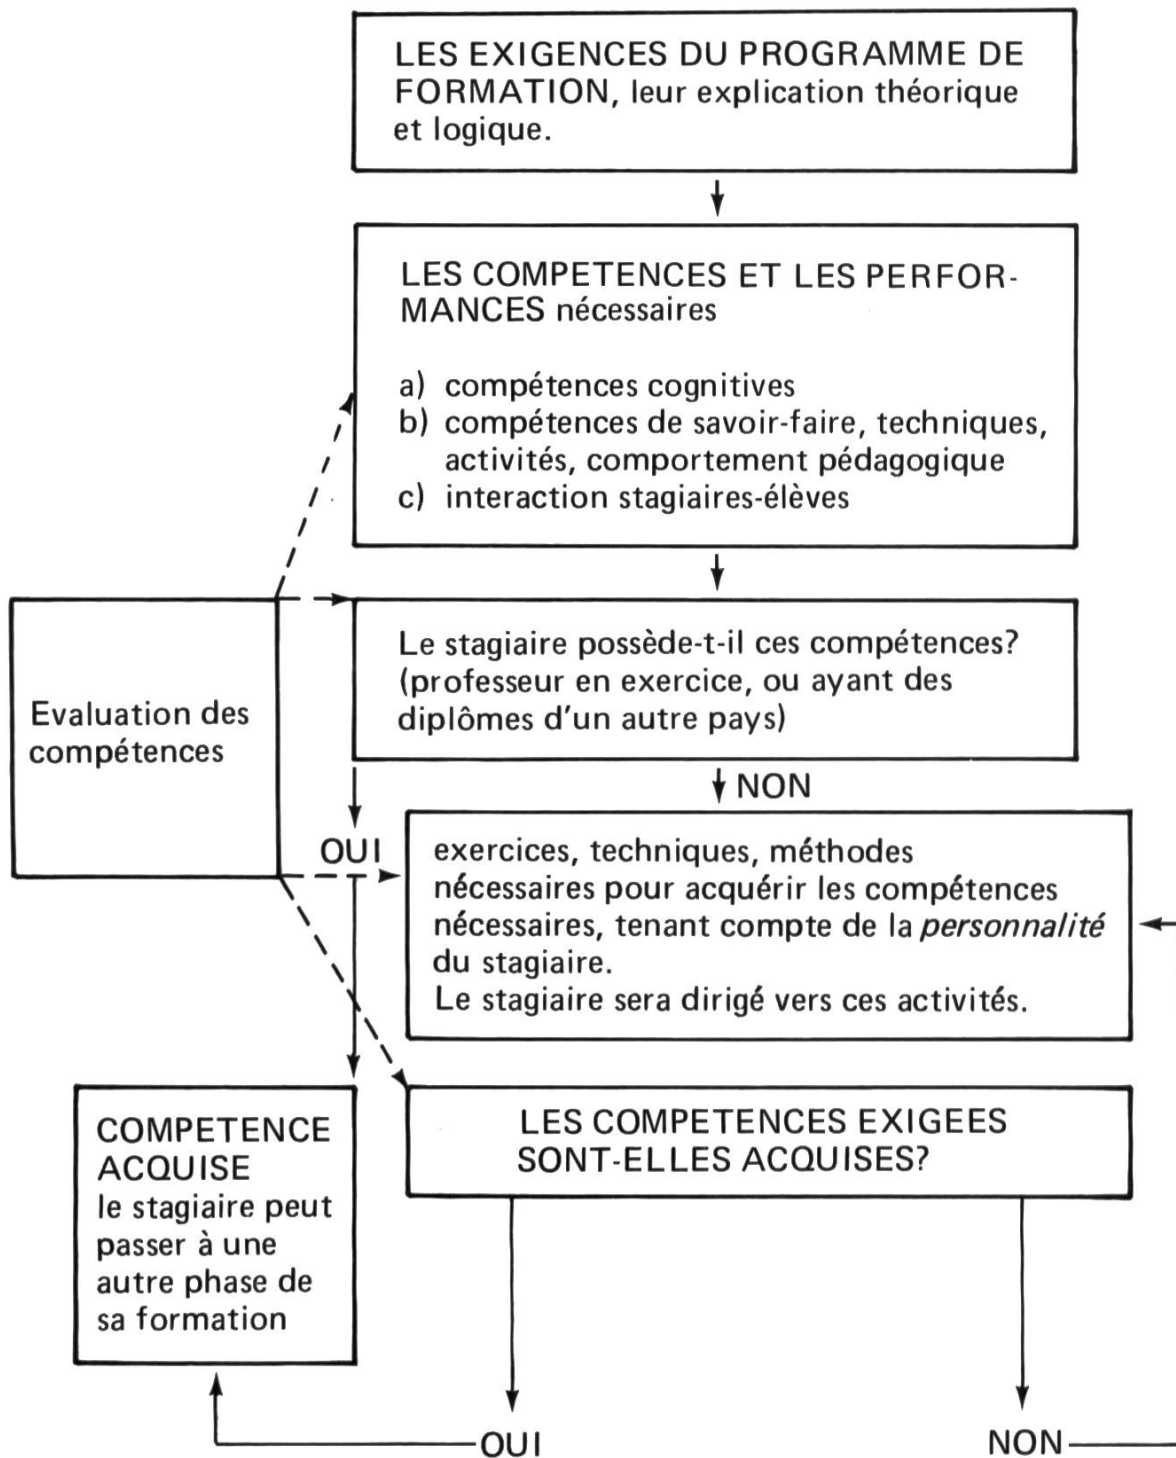 LES EXIGENCES DU PROGRAMME DE
FORMATION, leur explication théorique
et logique.
LES COMPETENCES ET LES PERFOR-
MANCES nécessaires
a) compétences cognitives
b) compétences de savoir-faire, techniques,
activités, comportement pédagogique
c) interaction stagiaires-élèves
Evaluation des
compétences
Le stagiaire possède-t-il ces compétences?
(professeur en exercice, ou ayant des
diplômes d'un autre pays)
NON
OUI
exercices, techniques, méthodes
nécessaires pour acquérir les compétences
nécessaires, tenant compte de la personnalité
du stagiaire.
Le stagiaire sera dirigé vers ces activités.
COMPETENCE
ACQUISE
le stagiaire peut
passer à une
autre phase de
sa formation
LES COMPETENCES EXIGEES
SONT-ELLES ACQUISES?
OUI
NON